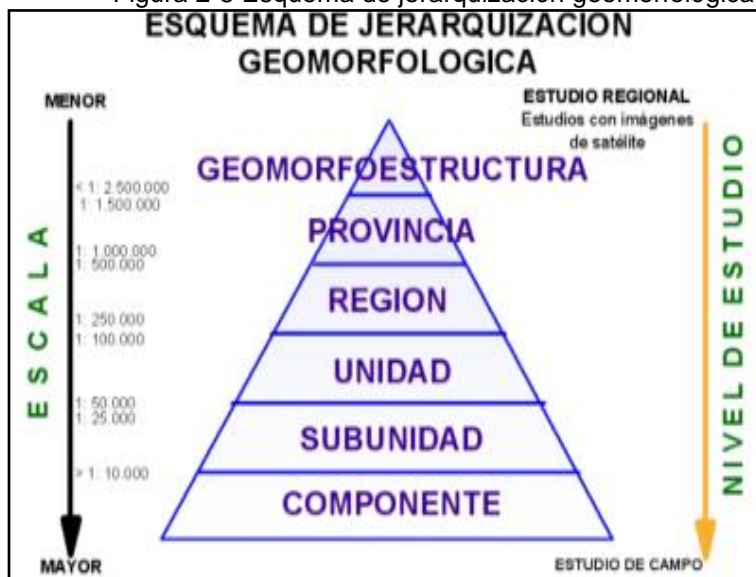 ESQUEMA DE JERARQUIZACIÓN
GEOMORFOLOGICA
MENOR
ESTUDIO REGIONAL
Estudios con imágenes
de satélite
GEOMORFOESTRUCTURA
< 1: 2.500.000
1: 1.500.000
PROVINCIA
1: 1.000.000
1: 500.000
REGION
1: 250.000
1: 100.000
UNIDAD
1: 50.000
1: 25.000
SUBUNIDAD
> 1: 10.000
COMPONENTE
MAYOR
ESTUDIO DE CAMPO
ESCALA
NIVEL DE ESTUDIO